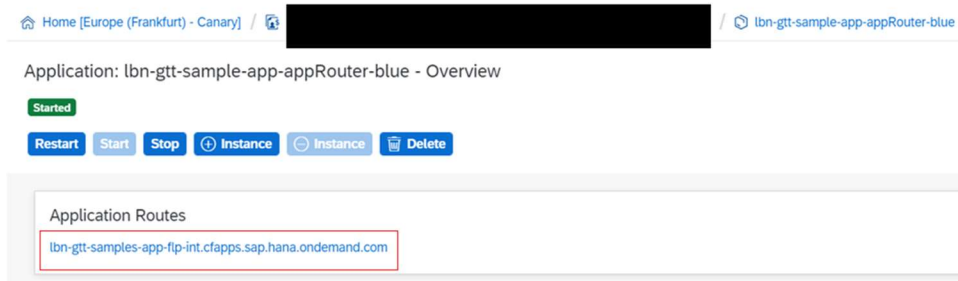 Home [Europe (Frankfurt) - Canary] / / lbn-gtt-sample-app-appRouter-blue
Application: lbn-gtt-sample-app-appRouter-blue - Overview
Started
Restart Start Stop Instance Instance Delete
Application Routes
lbn-gtt-samples-app-flp-int.cfapps.sap.hana.ondemand.com